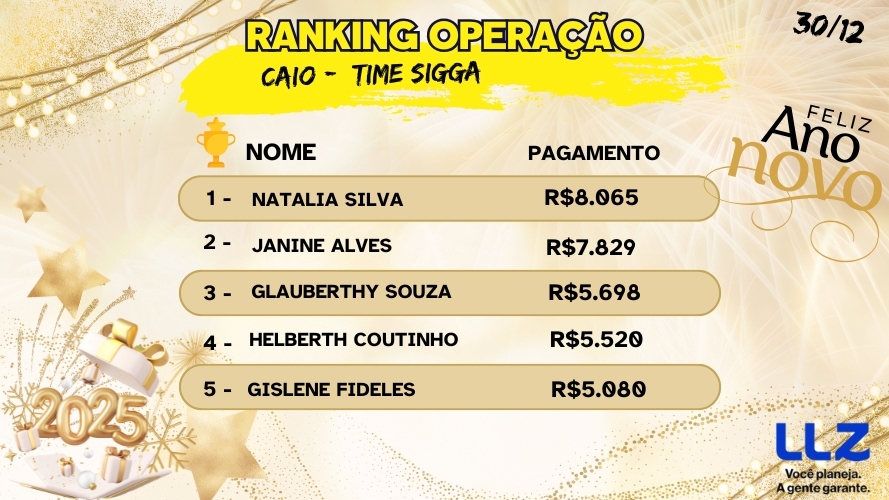 RANKING OPERAÇÃO
30/12
CAIO - TIME SIGGA
FELIZ
Ano
novo
NOME PAGAMENTO
1 - NATALIA SILVA R$8.065
2 - JANINE ALVES R$7.829
3 - GLAUBERTHY SOUZA R$5.698
4 - HELBERTH COUTINHO R$5.520
5 - GISLENE FIDELES R$5.080
2025
LLZ
Você planeja.
A gente garante.